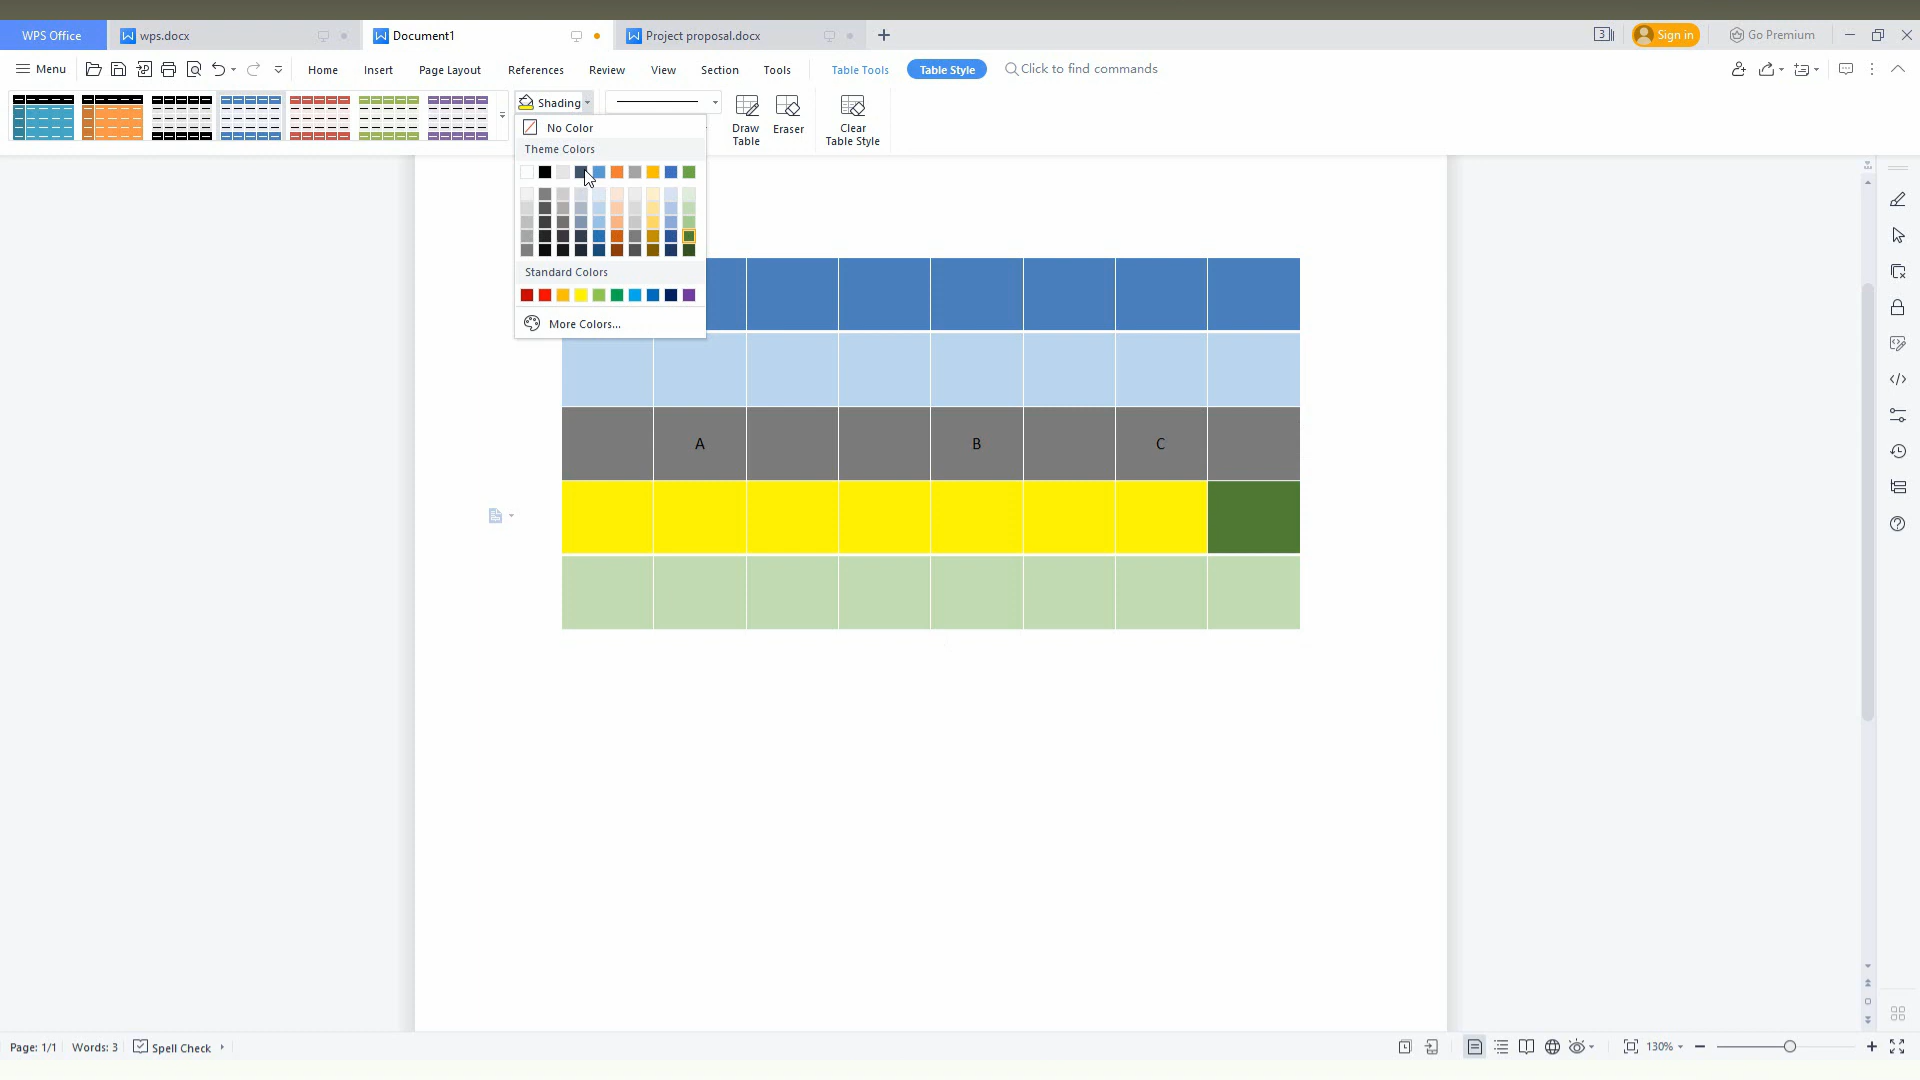 WPS Office
wps.docx
Document1
Project proposal.docx
3
Sign in
Go Premium
Menu
Home
Insert
Page Layout
References
Review
View
Section
Tools
Table Tools
Table Style
Click to find commands
Shading
Draw Table
Eraser
Clear Table Style
No Color
Theme Colors
Standard Colors
More Colors...
A
B
C
Page: 1/1
Words: 3
Spell Check
130%